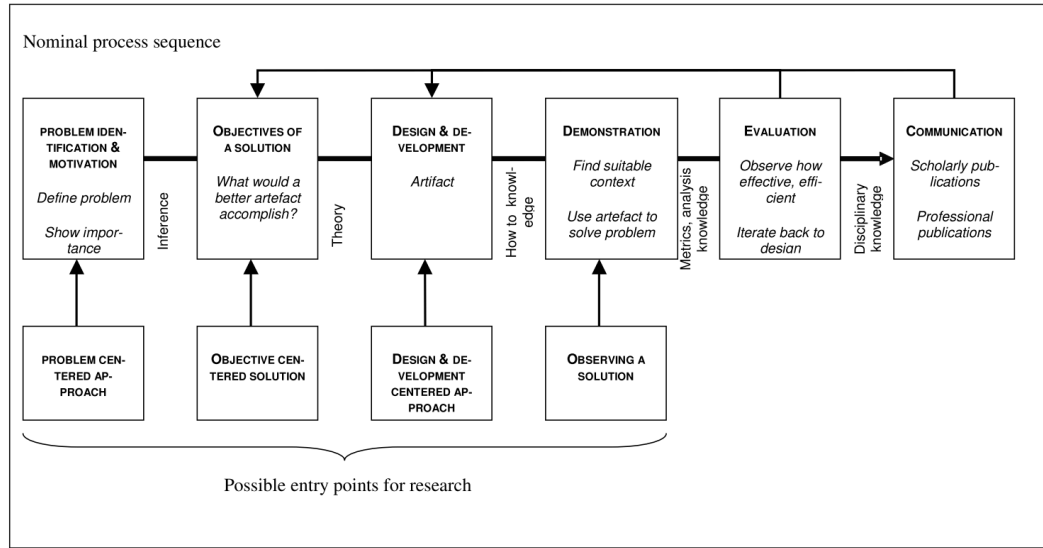 Nominal process sequence
PROBLEM IDEN-
TIFICATION &
MOTIVATION
Define problem
Show impor-
tance
Inference
OBJECTIVES OF
A SOLUTION
What would a
better artefact
accomplish?
Theory
DESIGN & DE-
VELOPMENT
Artifact
How to knowl-
edge
DEMONSTRATION
Find suitable
context
Use artefact to
solve problem
Metrics, analysis
knowledge
EVALUATION
Observe how
effective, effi-
cient
Iterate back to
design
Disciplinary
knowledge
COMMUNICATION
Scholarly pub-
lications
Professional
publications
PROBLEM CEN-
TERED AP-
PROACH
OBJECTIVE CEN-
TERED SOLUTION
DESIGN & DE-
VELOPMENT
CENTERED AP-
PROACH
OBSERVING A
SOLUTION
Possible entry points for research